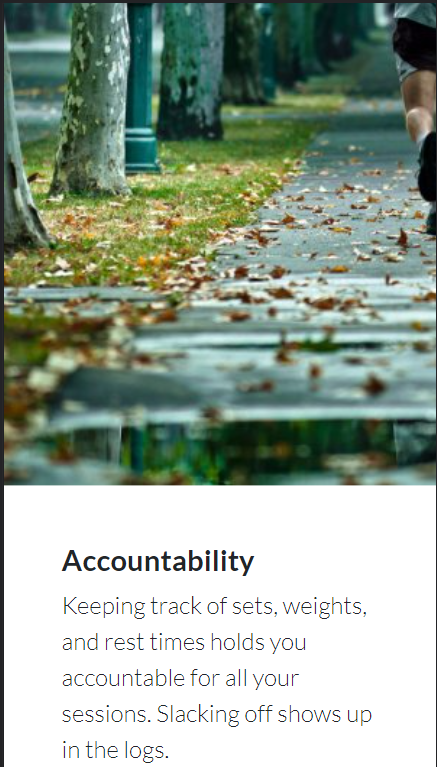 Accountability
Keeping track of sets, weights,
and rest times holds you
accountable for all your
sessions. Slacking off shows up
in the logs.